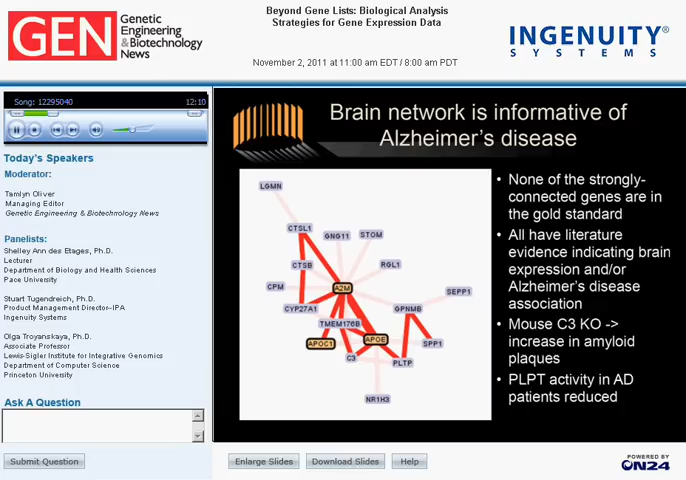 GEN
Genetic
Engineering
& Biotechnology
News
Beyond Gene Lists: Biological Analysis
Strategies for Gene Expression Data
November 2, 2011 at 11:00 am EDT / 8:00 am PDT
INGENUITY®
SYSTEMS
Song: 12295040
12:10
Today's Speakers
Moderator:
Tamlyn Oliver
Managing Editor
Genetic Engineering & Biotechnology News
Panelists:
Shelley Ann des Etages, Ph.D.
Lecturer
Department of Biology and Health Sciences
Pace University
Stuart Tugendreich, Ph.D.
Product Management Director–IPA
Ingenuity Systems
Olga Troyanskaya, Ph.D.
Associate Professor
Lewis-Sigler Institute for Integrative Genomics
Department of Computer Science
Princeton University
Ask A Question
Submit Question
Brain network is informative of
Alzheimer's disease
LGMN
CTSL1
GNG11
STOM
CTSB
RGL1
CPM
A2M
SEPP1
CYP27A1
GPNMB
TMEM176B
APOC1
APOE
SPP1
C3
PLTP
NR1H3
• None of the strongly-
connected genes are in
the gold standard
• All have literature
evidence indicating brain
expression and/or
Alzheimer's disease
association
• Mouse C3 KO ->
increase in amyloid
plaques
• PLPT activity in AD
patients reduced
Enlarge Slides
Download Slides
Help
POWERED BY
ON24